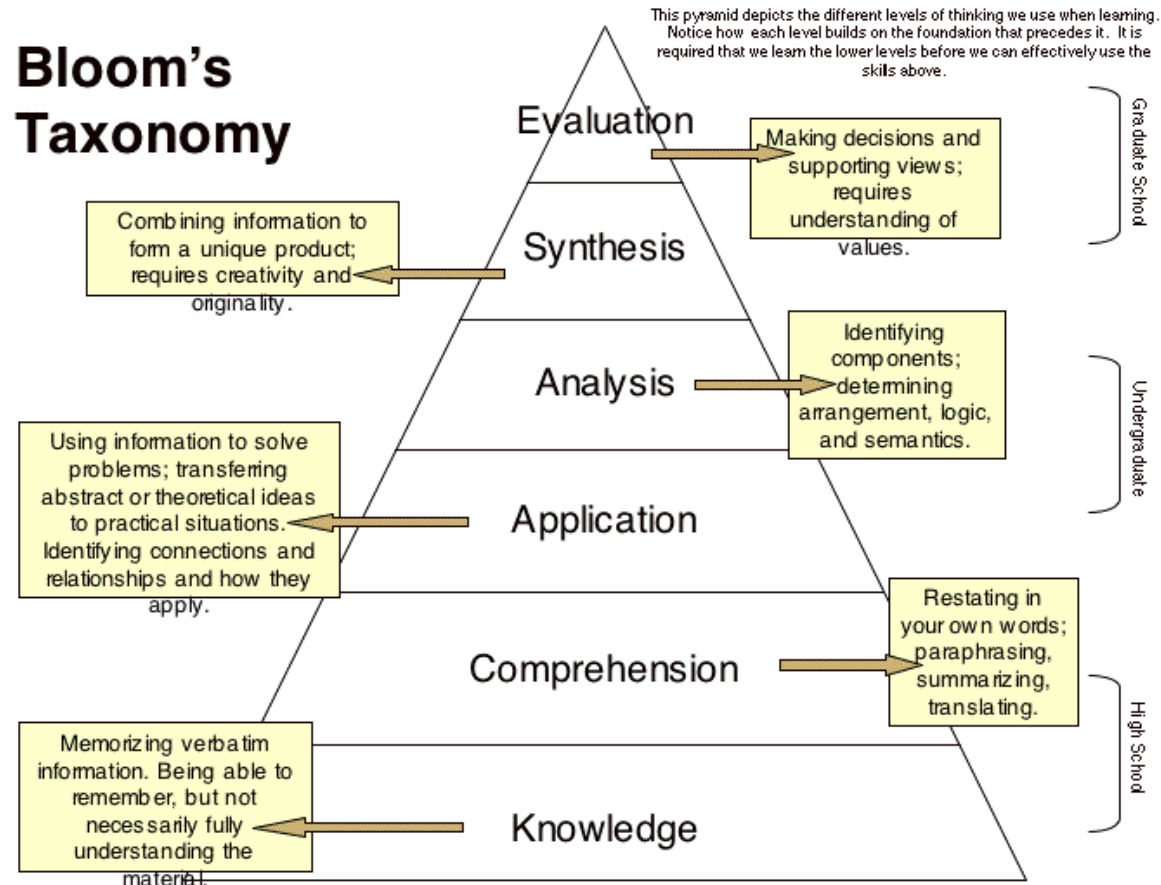 This pyramid depicts the different levels of thinking we use when learning.
Notice how each level builds on the foundation that precedes it. It is
required that we learn the lower levels before we can effectively use the
skills above.
Bloom's
Taxonomy
Evaluation
Making decisions and
supporting views;
requires
understanding of
values.
Graduate School
Combining information to
form a unique product;
requires creativity and
originality.
Synthesis
Analysis
Identifying
components;
determining
arrangement, logic,
and semantics.
Undergraduate
Using information to solve
problems; transferring
abstract or theoretical ideas
to practical situations.
Identifying connections and
relationships and how they
apply.
Application
Comprehension
Restating in
your own words;
paraphrasing,
summarizing,
translating.
High School
Memorizing verbatim
information. Being able to
remember, but not
necessarily fully
understanding the
material.
Knowledge